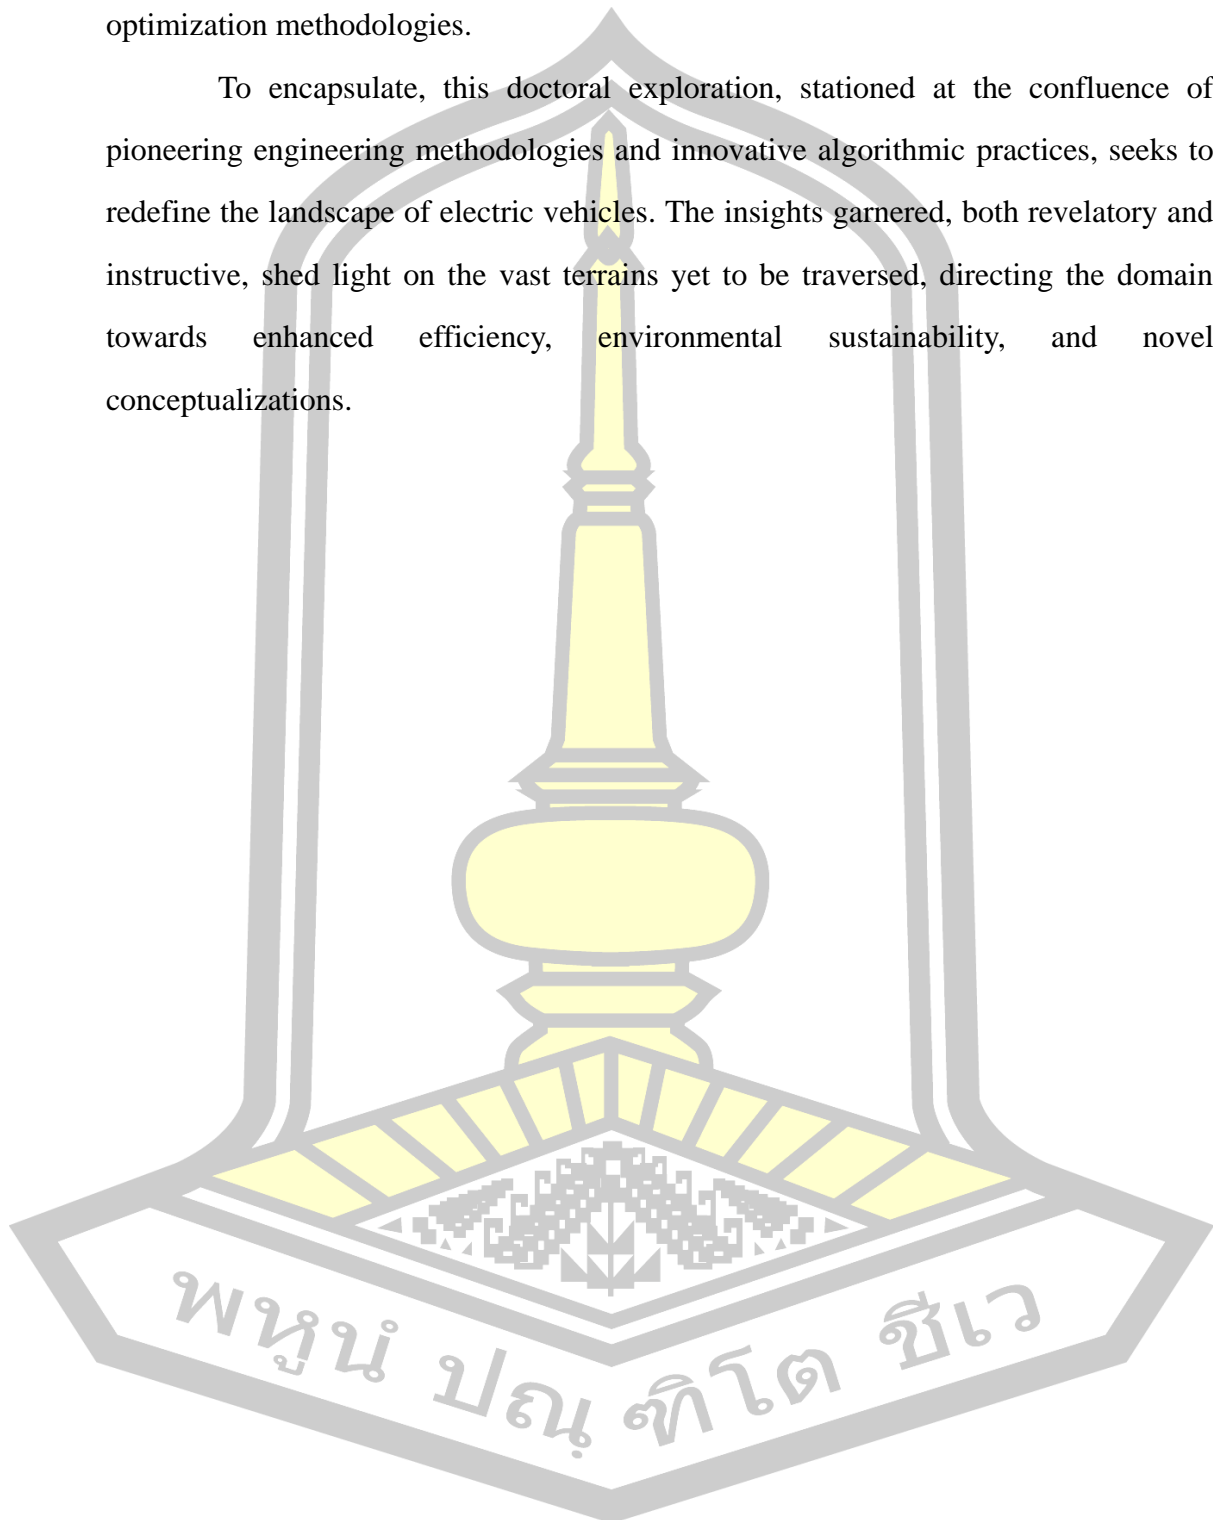 optimization methodologies.
To encapsulate, this doctoral exploration, stationed at the confluence of
pioneering engineering methodologies and innovative algorithmic practices, seeks to
redefine the landscape of electric vehicles. The insights garnered, both revelatory and
instructive, shed light on the vast terrains yet to be traversed, directing the domain
towards enhanced efficiency, environmental sustainability, and novel
conceptualizations.
พหูนํ ปณฺ ฑิโต ชีเว